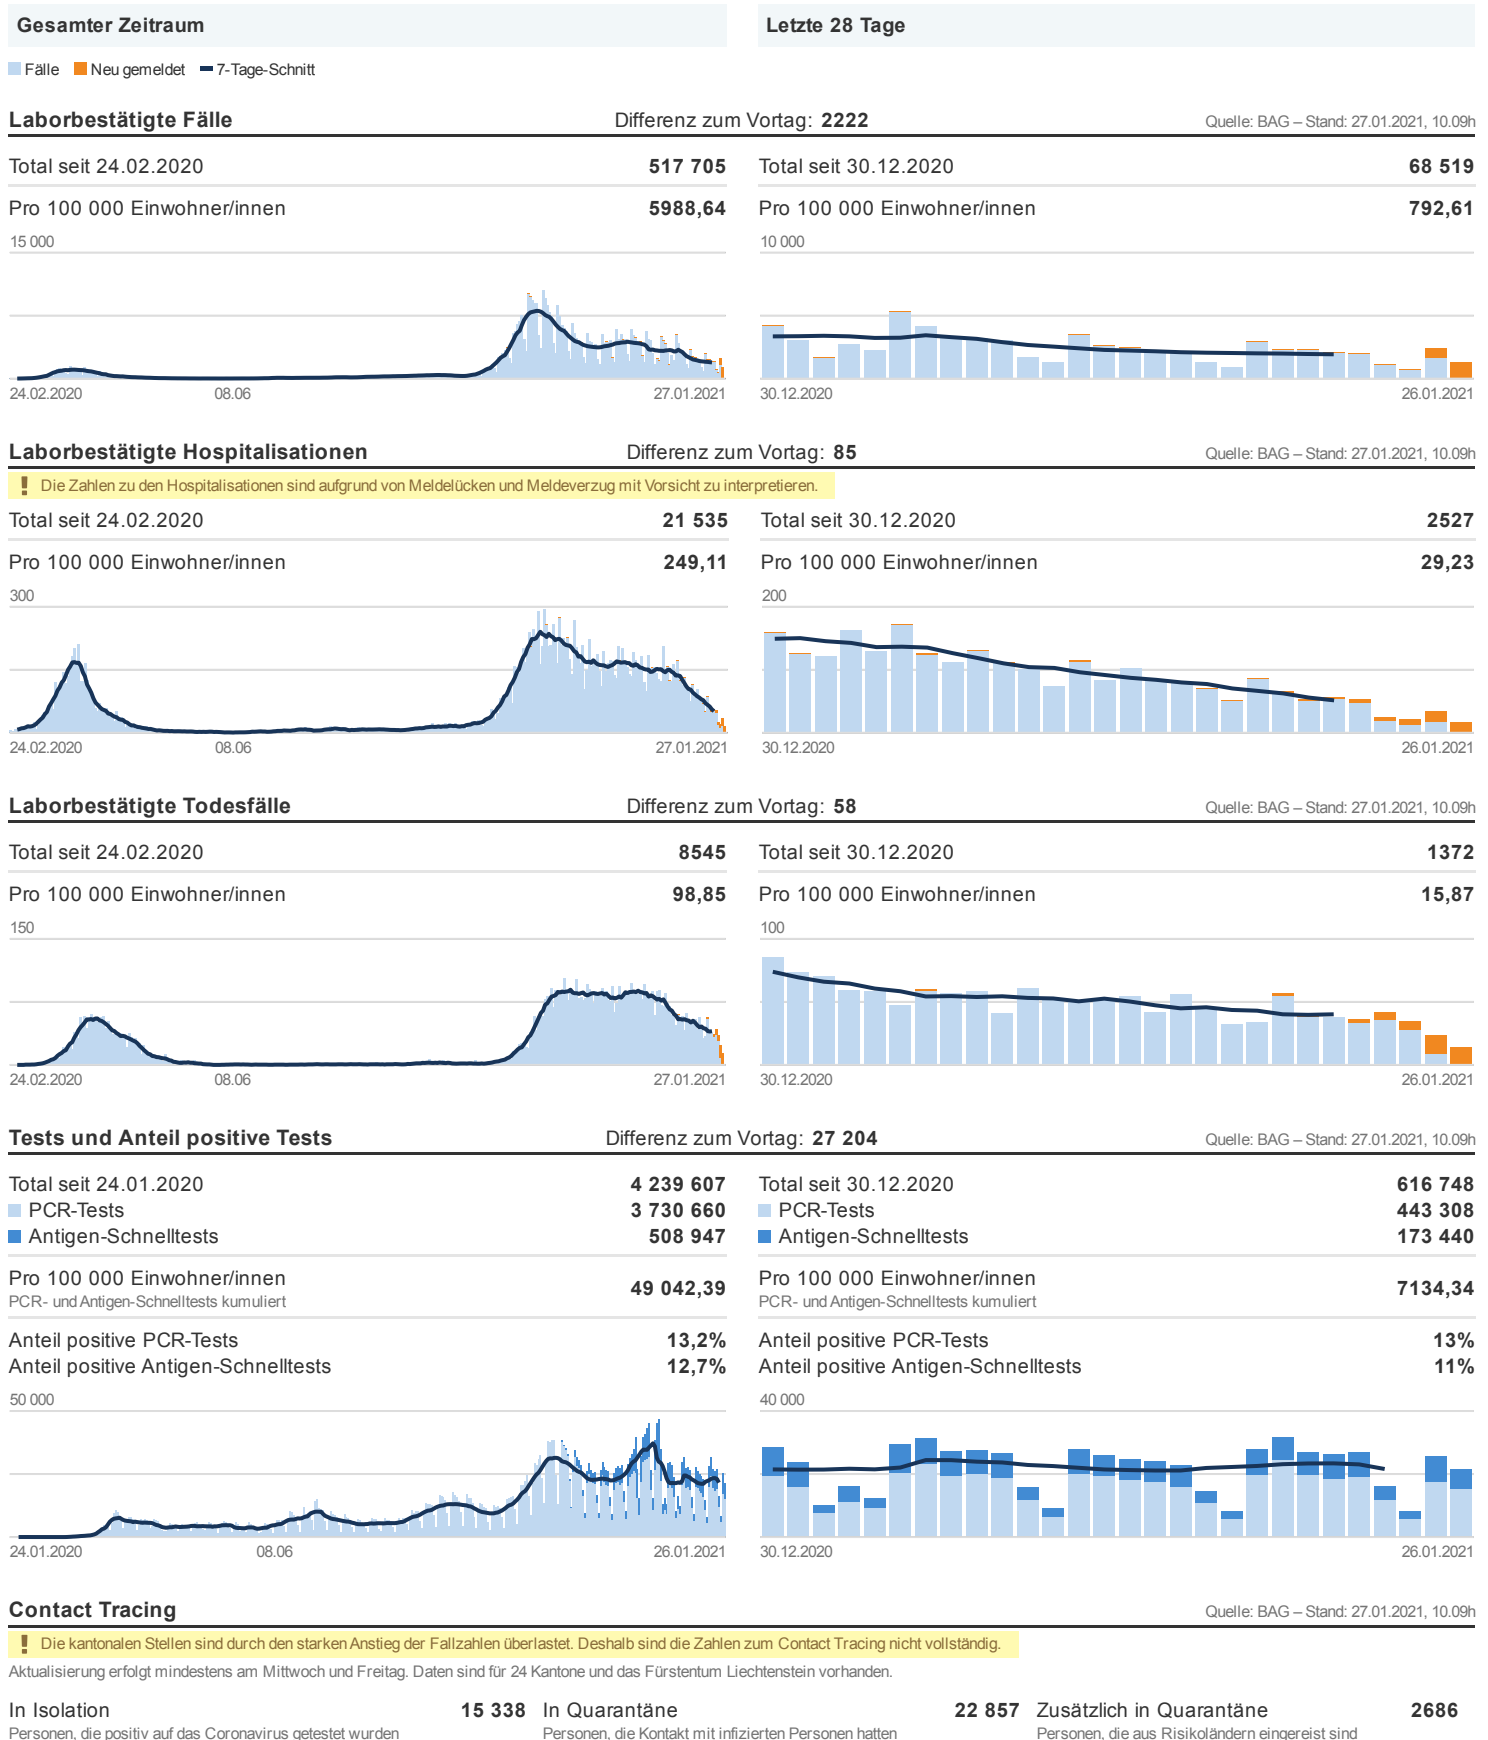 Gesamter Zeitraum
Letzte 28 Tage
Fälle Neu gemeldet 7-Tage-Schnitt
Laborbestätigte Fälle Differenz zum Vortag: 2222 Quelle: BAG – Stand: 27.01.2021, 10.09h
Total seit 24.02.2020 517 705 Total seit 30.12.2020 68 519
Pro 100 000 Einwohner/innen 5988,64 Pro 100 000 Einwohner/innen 792,61
15 000 10 000
24.02.2020 08.06 27.01.2021 30.12.2020 26.01.2021
Laborbestätigte Hospitalisationen Differenz zum Vortag: 85 Quelle: BAG – Stand: 27.01.2021, 10.09h
! Die Zahlen zu den Hospitalisationen sind aufgrund von Meldelücken und Meldeverzug mit Vorsicht zu interpretieren.
Total seit 24.02.2020 21 535 Total seit 30.12.2020 2527
Pro 100 000 Einwohner/innen 249,11 Pro 100 000 Einwohner/innen 29,23
300 200
24.02.2020 08.06 27.01.2021 30.12.2020 26.01.2021
Laborbestätigte Todesfälle Differenz zum Vortag: 58 Quelle: BAG – Stand: 27.01.2021, 10.09h
Total seit 24.02.2020 8545 Total seit 30.12.2020 1372
Pro 100 000 Einwohner/innen 98,85 Pro 100 000 Einwohner/innen 15,87
150 100
24.02.2020 08.06 27.01.2021 30.12.2020 26.01.2021
Tests und Anteil positive Tests Differenz zum Vortag: 27 204 Quelle: BAG – Stand: 27.01.2021, 10.09h
Total seit 24.01.2020 4 239 607 Total seit 30.12.2020 616 748
PCR-Tests 3 730 660 PCR-Tests 443 308
Antigen-Schnelltests 508 947 Antigen-Schnelltests 173 440
Pro 100 000 Einwohner/innen 49 042,39 Pro 100 000 Einwohner/innen 7134,34
PCR- und Antigen-Schnelltests kumuliert PCR- und Antigen-Schnelltests kumuliert
Anteil positive PCR-Tests 13,2% Anteil positive PCR-Tests 13%
Anteil positive Antigen-Schnelltests 12,7% Anteil positive Antigen-Schnelltests 11%
50 000 40 000
24.01.2020 08.06 26.01.2021 30.12.2020 26.01.2021
Contact Tracing Quelle: BAG – Stand: 27.01.2021, 10.09h
! Die kantonalen Stellen sind durch den starken Anstieg der Fallzahlen überlastet. Deshalb sind die Zahlen zum Contact Tracing nicht vollständig.
Aktualisierung erfolgt mindestens am Mittwoch und Freitag. Daten sind für 24 Kantone und das Fürstentum Liechtenstein vorhanden.
In Isolation 15 338 In Quarantäne 22 857 Zusätzlich in Quarantäne 2686
Personen, die positiv auf das Coronavirus getestet wurden Personen, die Kontakt mit infizierten Personen hatten Personen, die aus Risikoländern eingereist sind